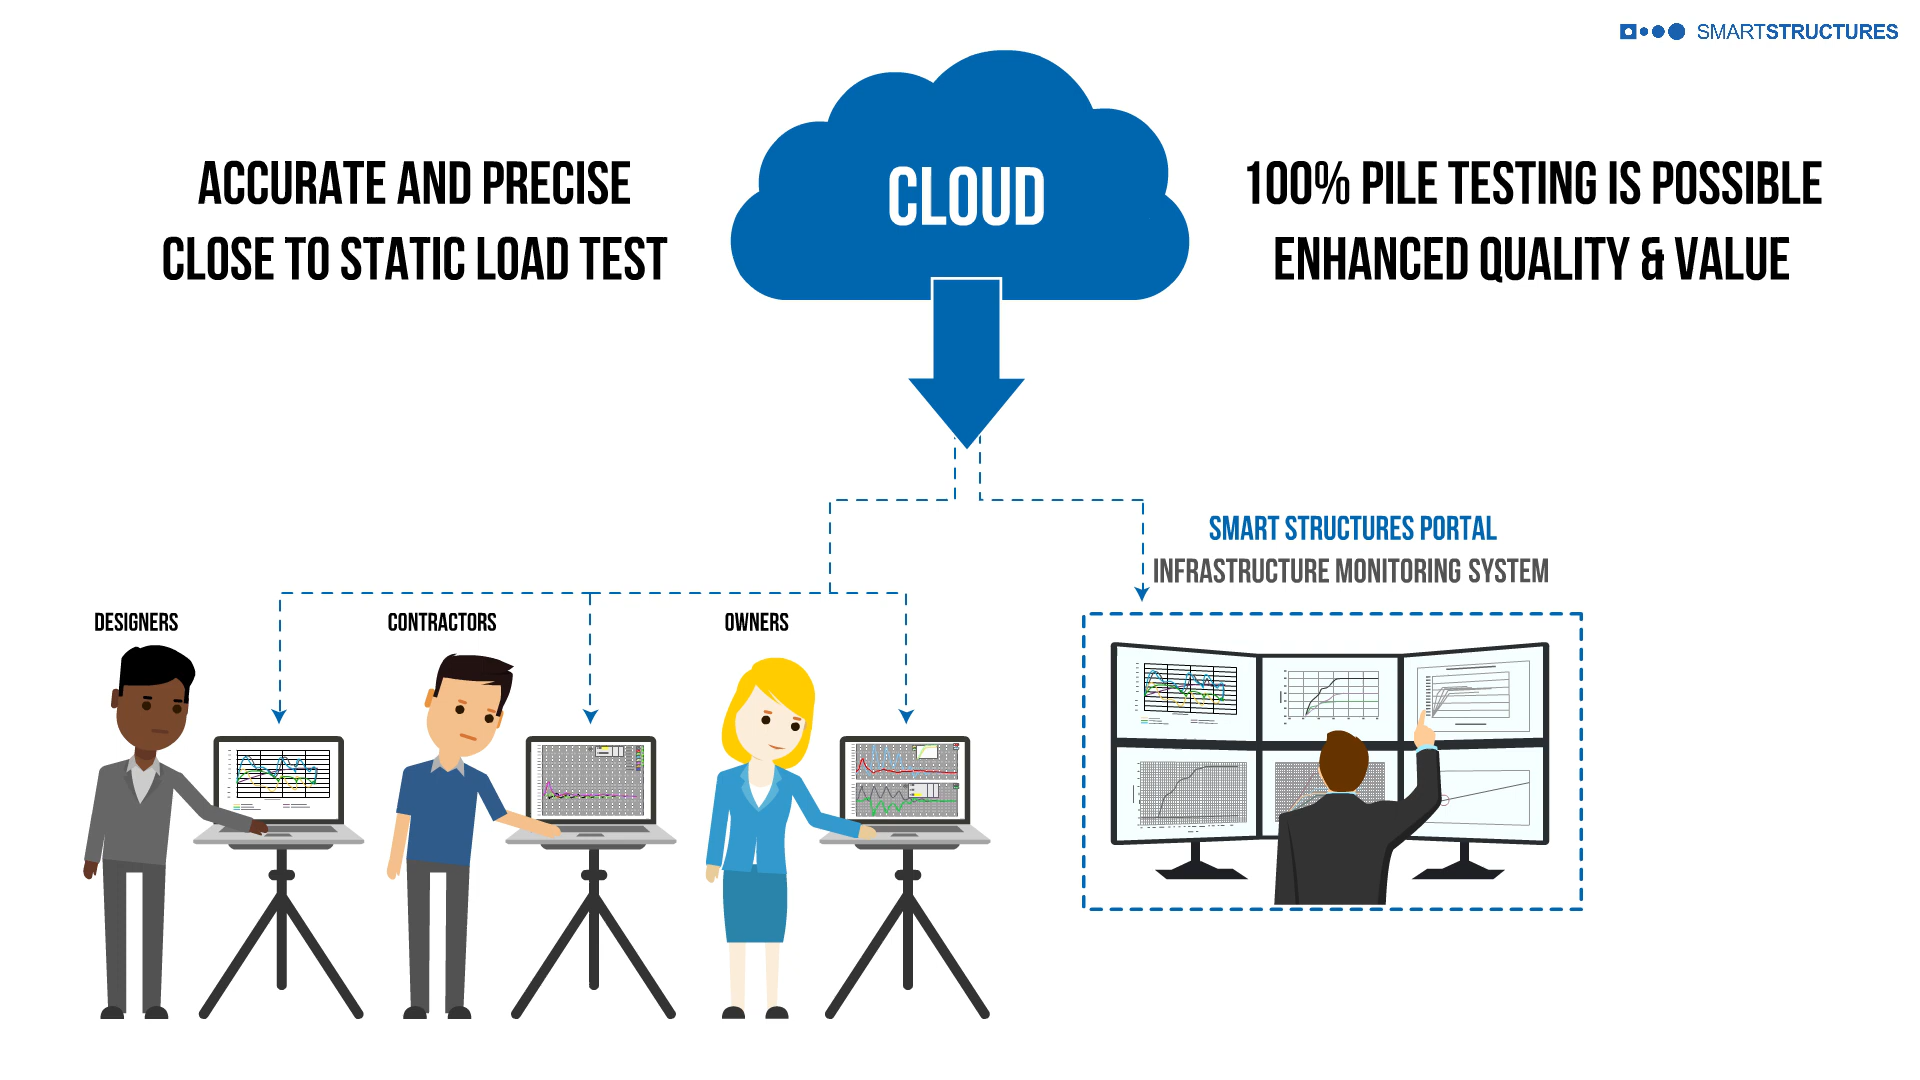 SMARTSTRUCTURES
ACCURATE AND PRECISE
CLOSE TO STATIC LOAD TEST
CLOUD
100% PILE TESTING IS POSSIBLE
ENHANCED QUALITY & VALUE
SMART STRUCTURES PORTAL
INFRASTRUCTURE MONITORING SYSTEM
DESIGNERS
CONTRACTORS
OWNERS